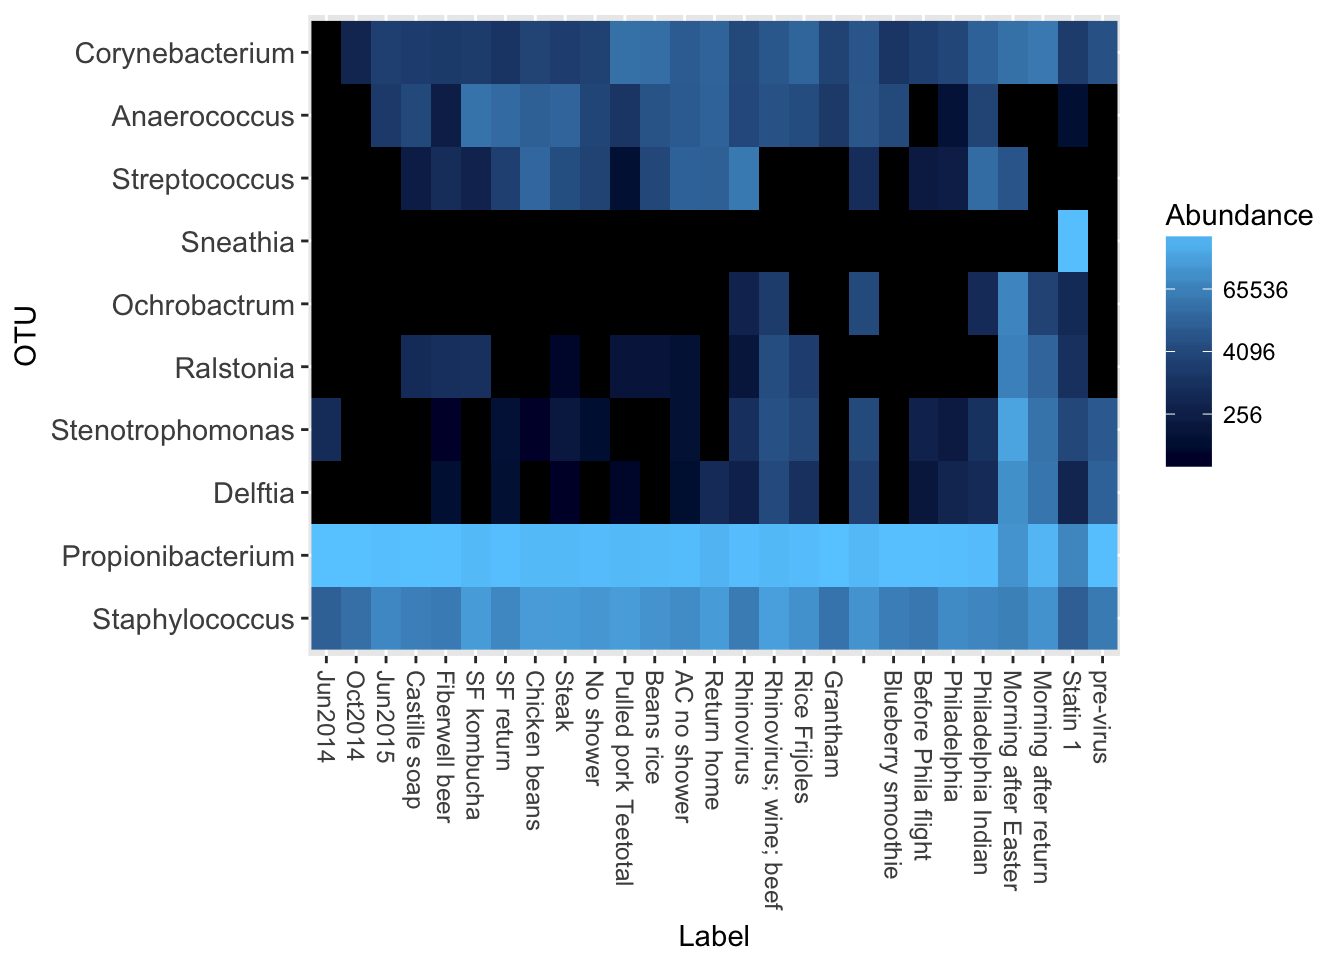 Corynebacterium
Anaerococcus
Streptococcus
Sneathia
Ochrobactrum
Ralstonia
Stenotrophomonas
Delftia
Propionibacterium
Staphylococcus
OTU
Jun2014
Oct2014
Jun2015
Castille soap
Fiberwell beer
SF kombucha
SF return
Chicken beans
Steak
No shower
Pulled pork Teetotal
Beans rice
AC no shower
Return home
Rhinovirus
Rhinovirus; wine; beef
Rice Frijoles
Grantham
Blueberry smoothie
Before Phila flight
Philadelphia
Philadelphia Indian
Morning after Easter
Morning after return
Statin 1
pre-virus
Label
Abundance
65536
4096
256